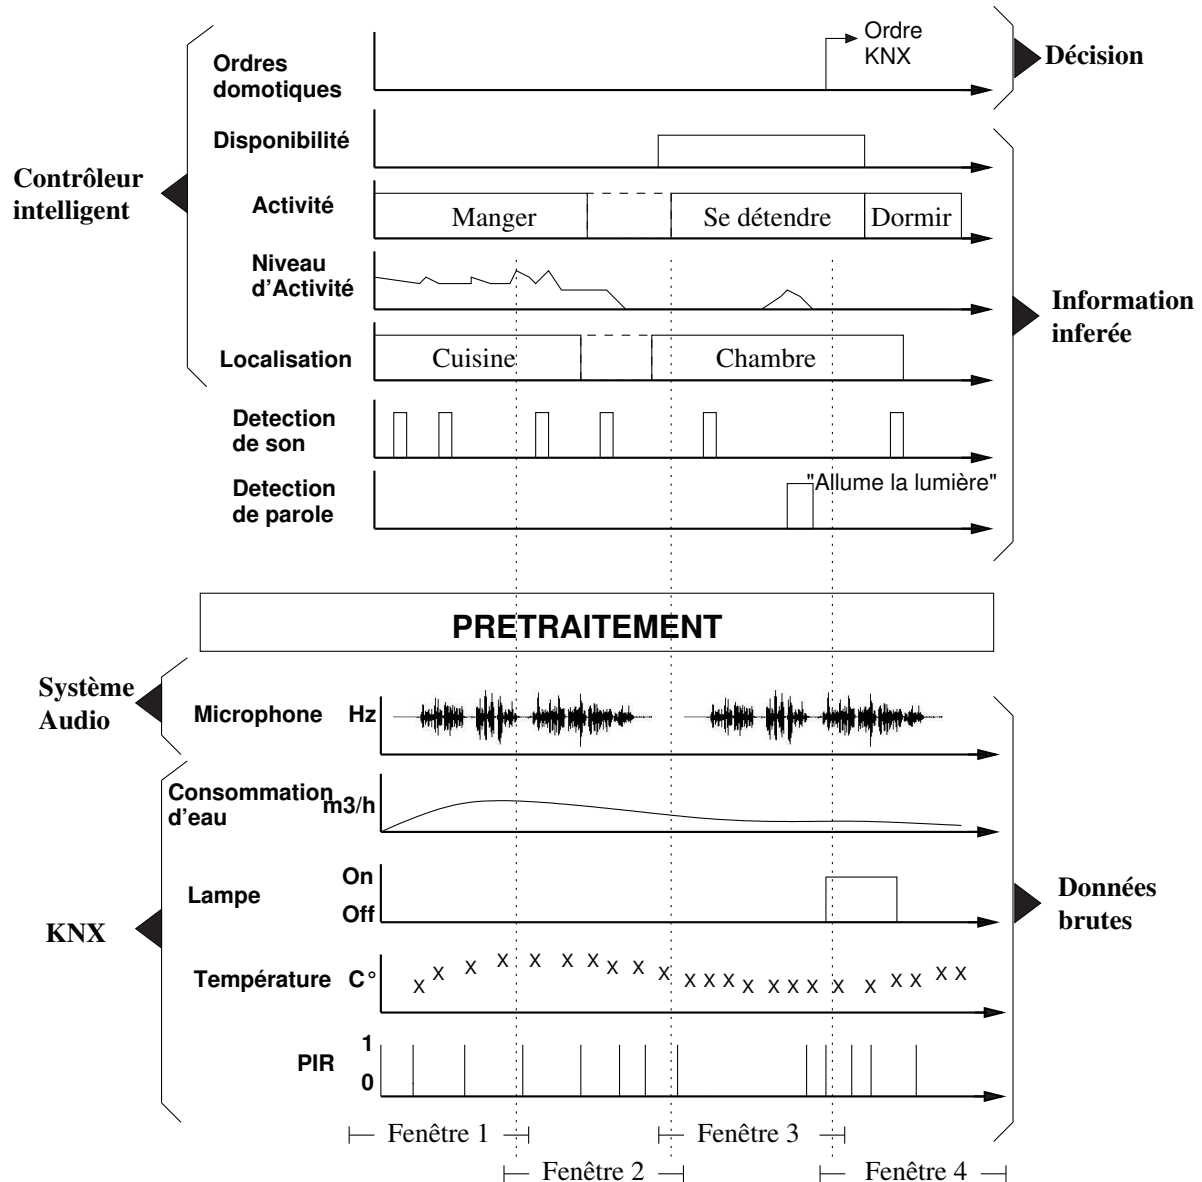 Ordre
KNX
Décision
Ordres
domotiques
Disponibilité
Contrôleur
intelligent
Activité
Manger
Se détendre
Dormir
Niveau
d'Activité
Information
inferée
Localisation
Cuisine
Chambre
Detection
de son
Detection
de parole
"Allume la lumière"
PRETRAITEMENT
Système
Audio
Microphone
Hz
Consommation
d'eau
m3/h
Lampe
On
Off
Données
brutes
KNX
Température
C°
X X X X X X X X X X X X X X X X X X X X X X X X
PIR
1
0
Fenêtre 1
Fenêtre 3
Fenêtre 2
Fenêtre 4